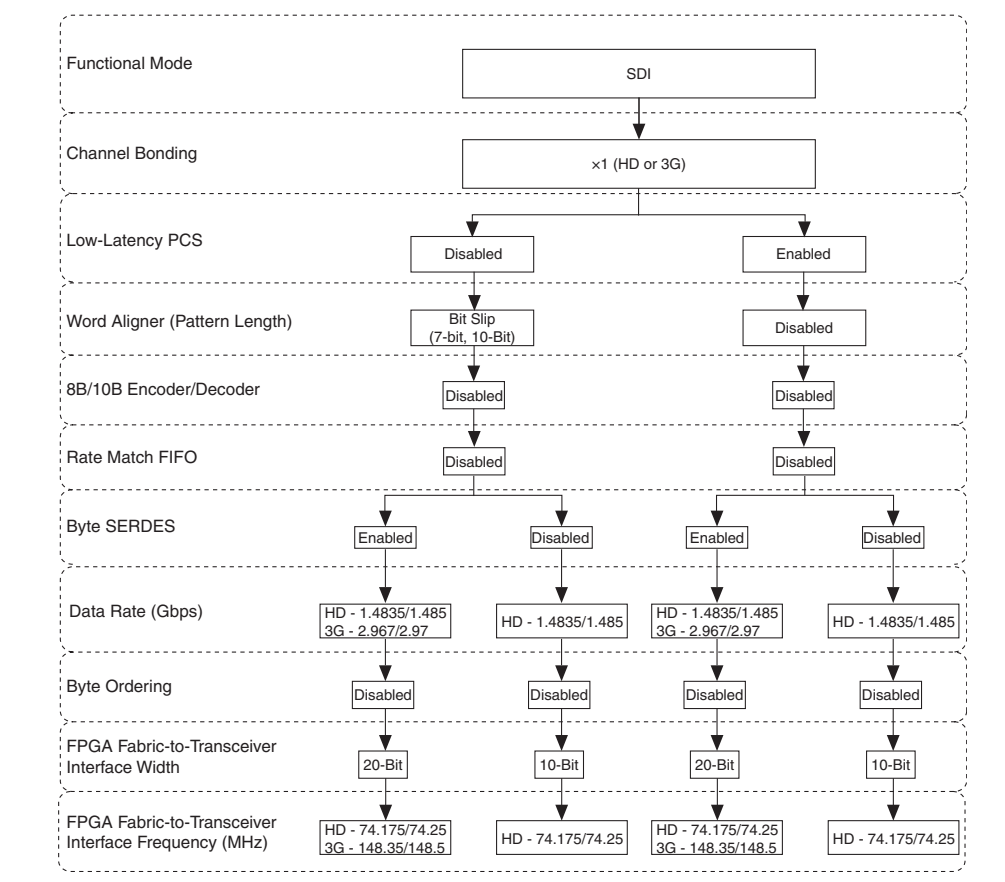 Functional Mode
SDI
Channel Bonding
×1 (HD or 3G)
Low-Latency PCS
Disabled
Enabled
Word Aligner (Pattern Length)
Bit Slip
(7-bit, 10-Bit)
Disabled
8B/10B Encoder/Decoder
Disabled
Disabled
Rate Match FIFO
Disabled
Disabled
Byte SERDES
Enabled
Disabled
Enabled
Disabled
Data Rate (Gbps)
HD - 1.4835/1.485
3G - 2.967/2.97
HD - 1.4835/1.485
HD - 1.4835/1.485
3G - 2.967/2.97
HD - 1.4835/1.485
Byte Ordering
Disabled
Disabled
Disabled
Disabled
FPGA Fabric-to-Transceiver
Interface Width
20-Bit
10-Bit
20-Bit
10-Bit
FPGA Fabric-to-Transceiver
Interface Frequency (MHz)
HD - 74.175/74.25
3G - 148.35/148.5
HD - 74.175/74.25
HD - 74.175/74.25
3G - 148.35/148.5
HD - 74.175/74.25